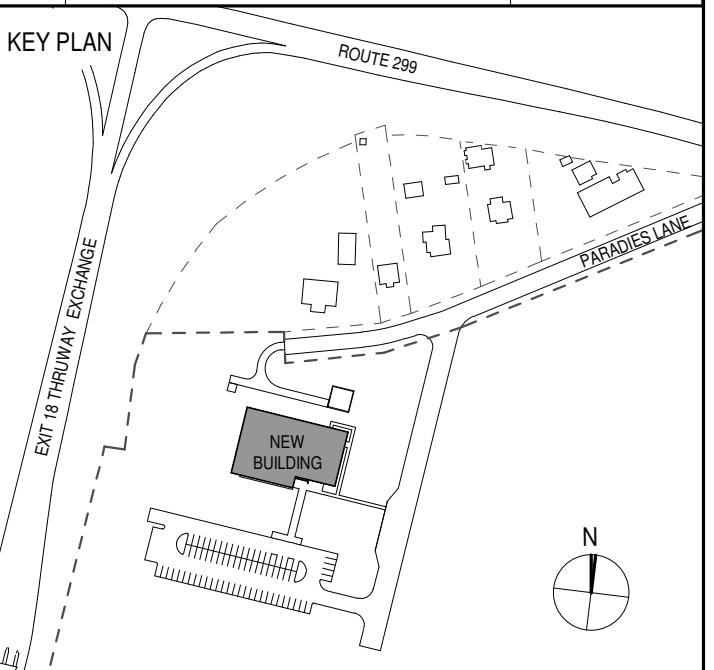 KEY PLAN
ROUTE 299
EXIT 18 THRUWAY EXCHANGE
PARADIES LANE
NEW
BUILDING
N